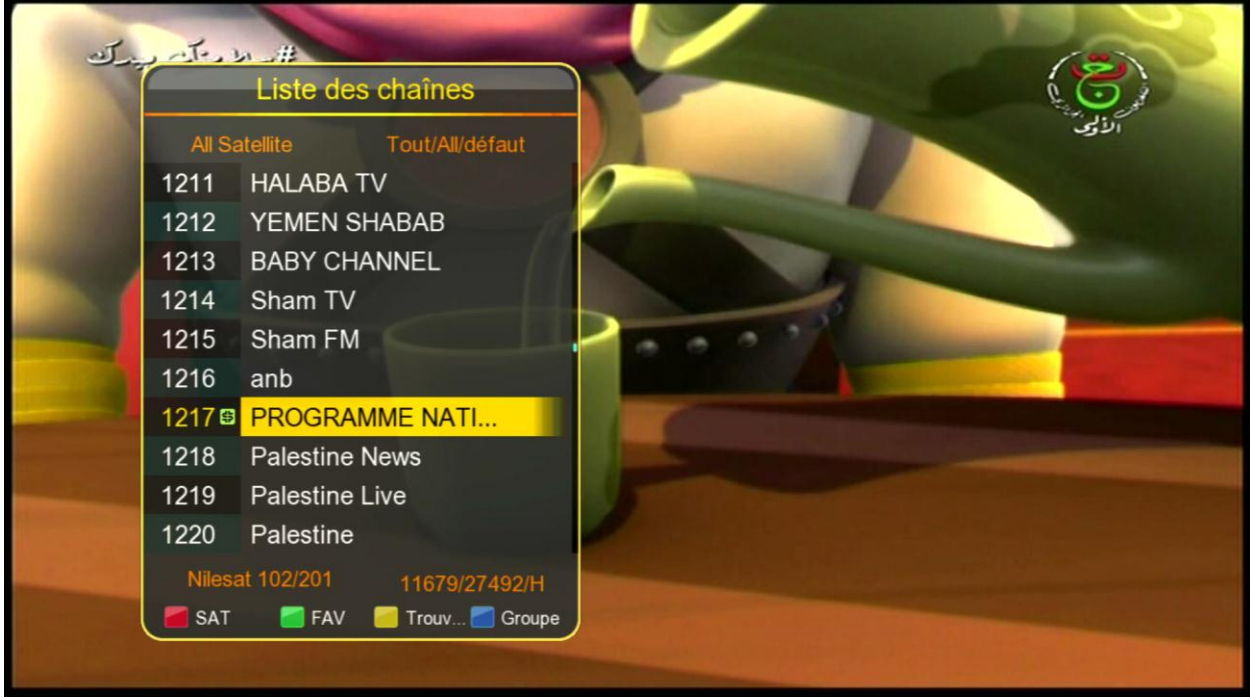 #سلامتك_بيدك
Liste des chaînes
All Satellite Tout/All/défaut
1211 HALABA TV
1212 YEMEN SHABAB
1213 BABY CHANNEL
1214 Sham TV
1215 Sham FM
1216 anb
1217 PROGRAMME NATI...
1218 Palestine News
1219 Palestine Live
1220 Palestine
Nilesat 102/201 11679/27492/H
SAT FAV Trouv... Groupe
الأولى